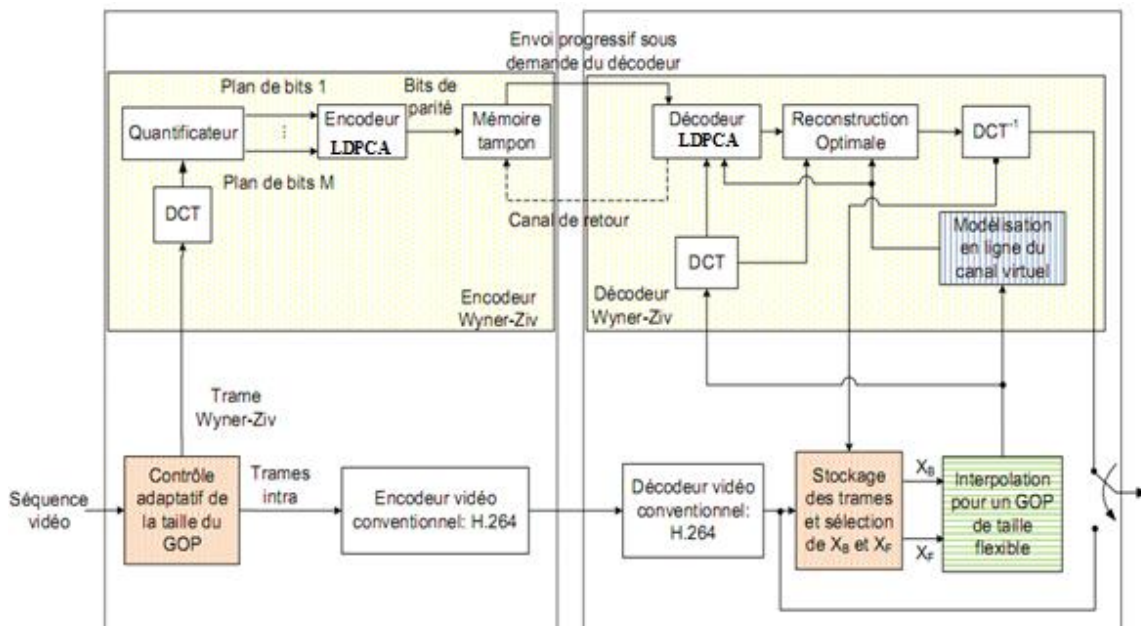 Envoi progressif sous
demande du décodeur
Plan de bits 1
Bits de
parité
Quantificateur
⋮
Encodeur
LDPCA
Mémoire
tampon
Décodeur
LDPCA
Reconstruction
Optimale
DCT⁻¹
Plan de bits M
DCT
Canal de retour
DCT
Modélisation
en ligne du
canal virtuel
Encodeur
Wyner-Ziv
Décodeur
Wyner-Ziv
Trame
Wyner-Ziv
Séquence
vidéo
Contrôle
adaptatif de
la taille du
GOP
Trames
intra
Encodeur vidéo
conventionnel: H.264
Décodeur vidéo
conventionnel:
H.264
Stockage
des trames
et sélection
de X_B et X_F
X_B
X_F
Interpolation
pour un GOP
de taille
flexible